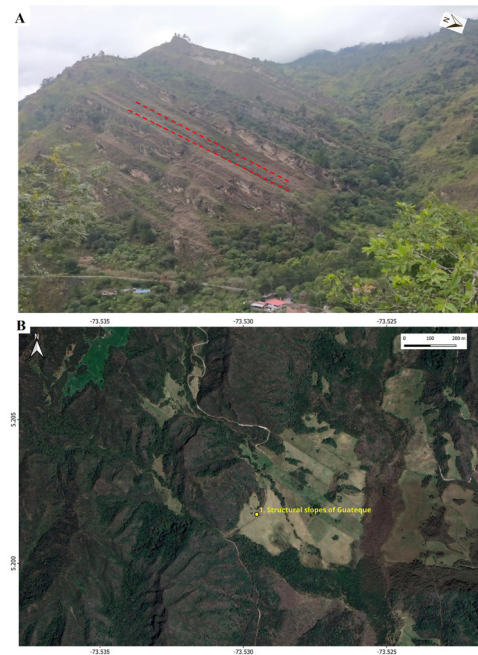 A
N
B
-73.535
-73.530
-73.525
N
0 100 200 m
5.205
1. Structural slopes of Guateque
5.200
-73.535
-73.530
-73.525